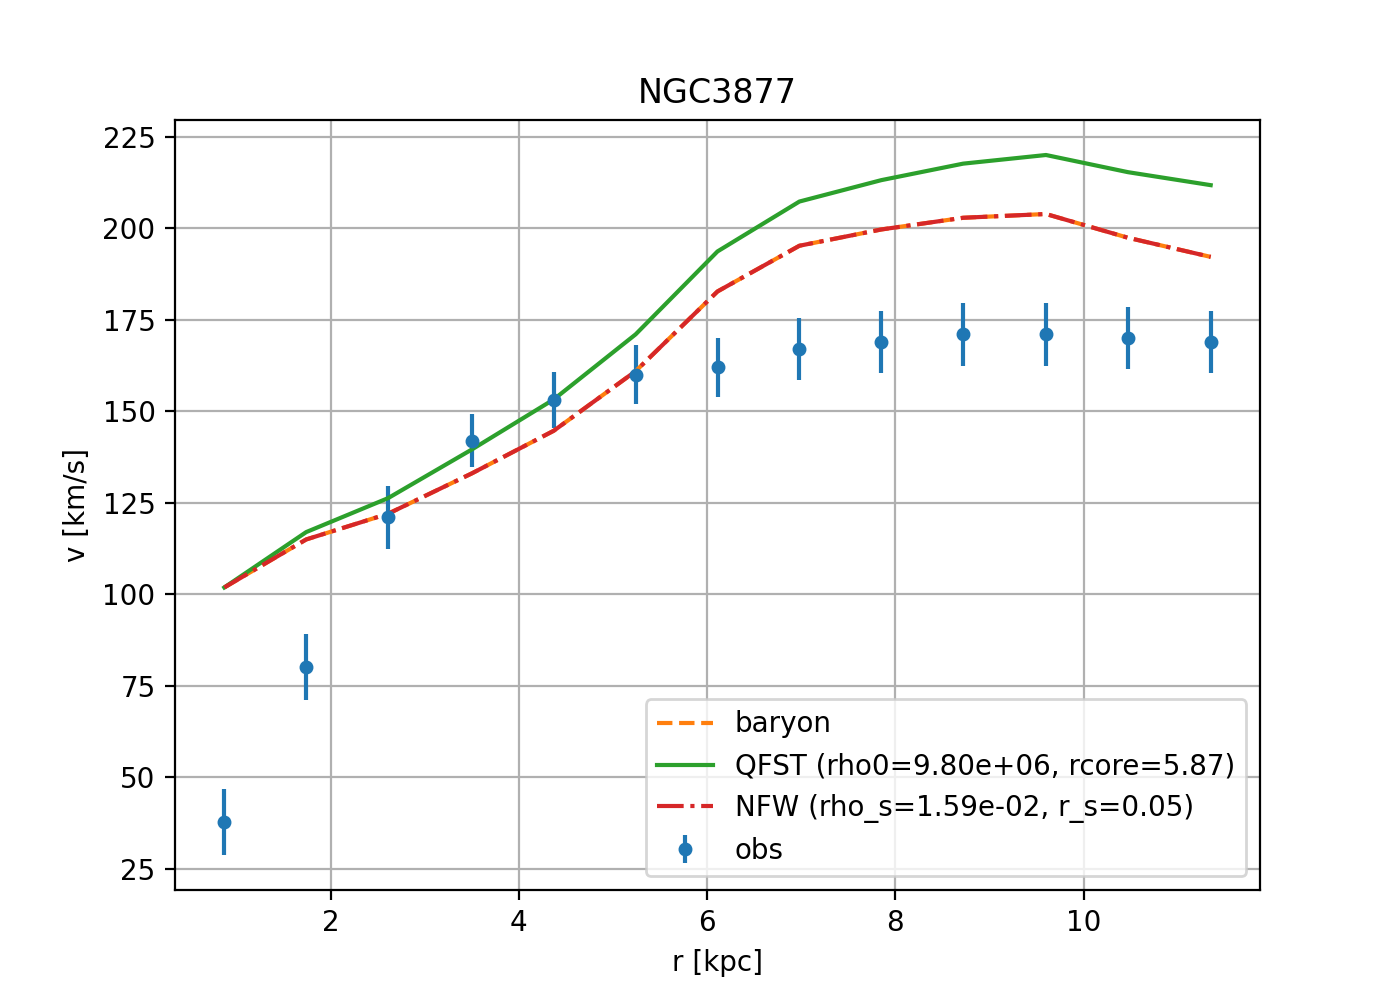 NGC3877
v [km/s]
225
200
175
150
125
100
75
50
25
baryon
QFST (rho0=9.80e+06, rcore=5.87)
NFW (rho_s=1.59e-02, r_s=0.05)
obs
2 4 6 8 10
r [kpc]